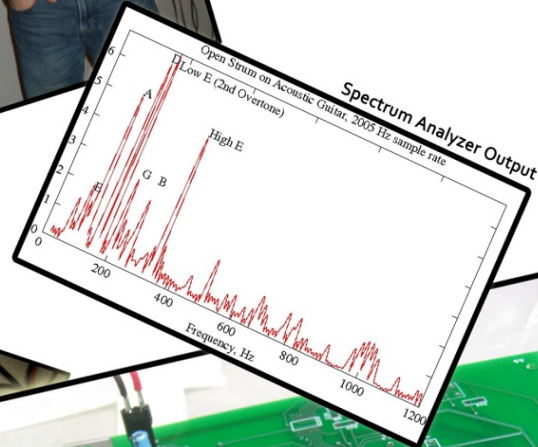 Spectrum Analyzer Output
Open Strum on Acoustic Guitar, 2005 Hz sample rate
D
Low E (2nd Overtone)
A
High E
E
G
B
6
5
4
3
2
1
0
0
200
400
600
800
1000
1200
Frequency, Hz